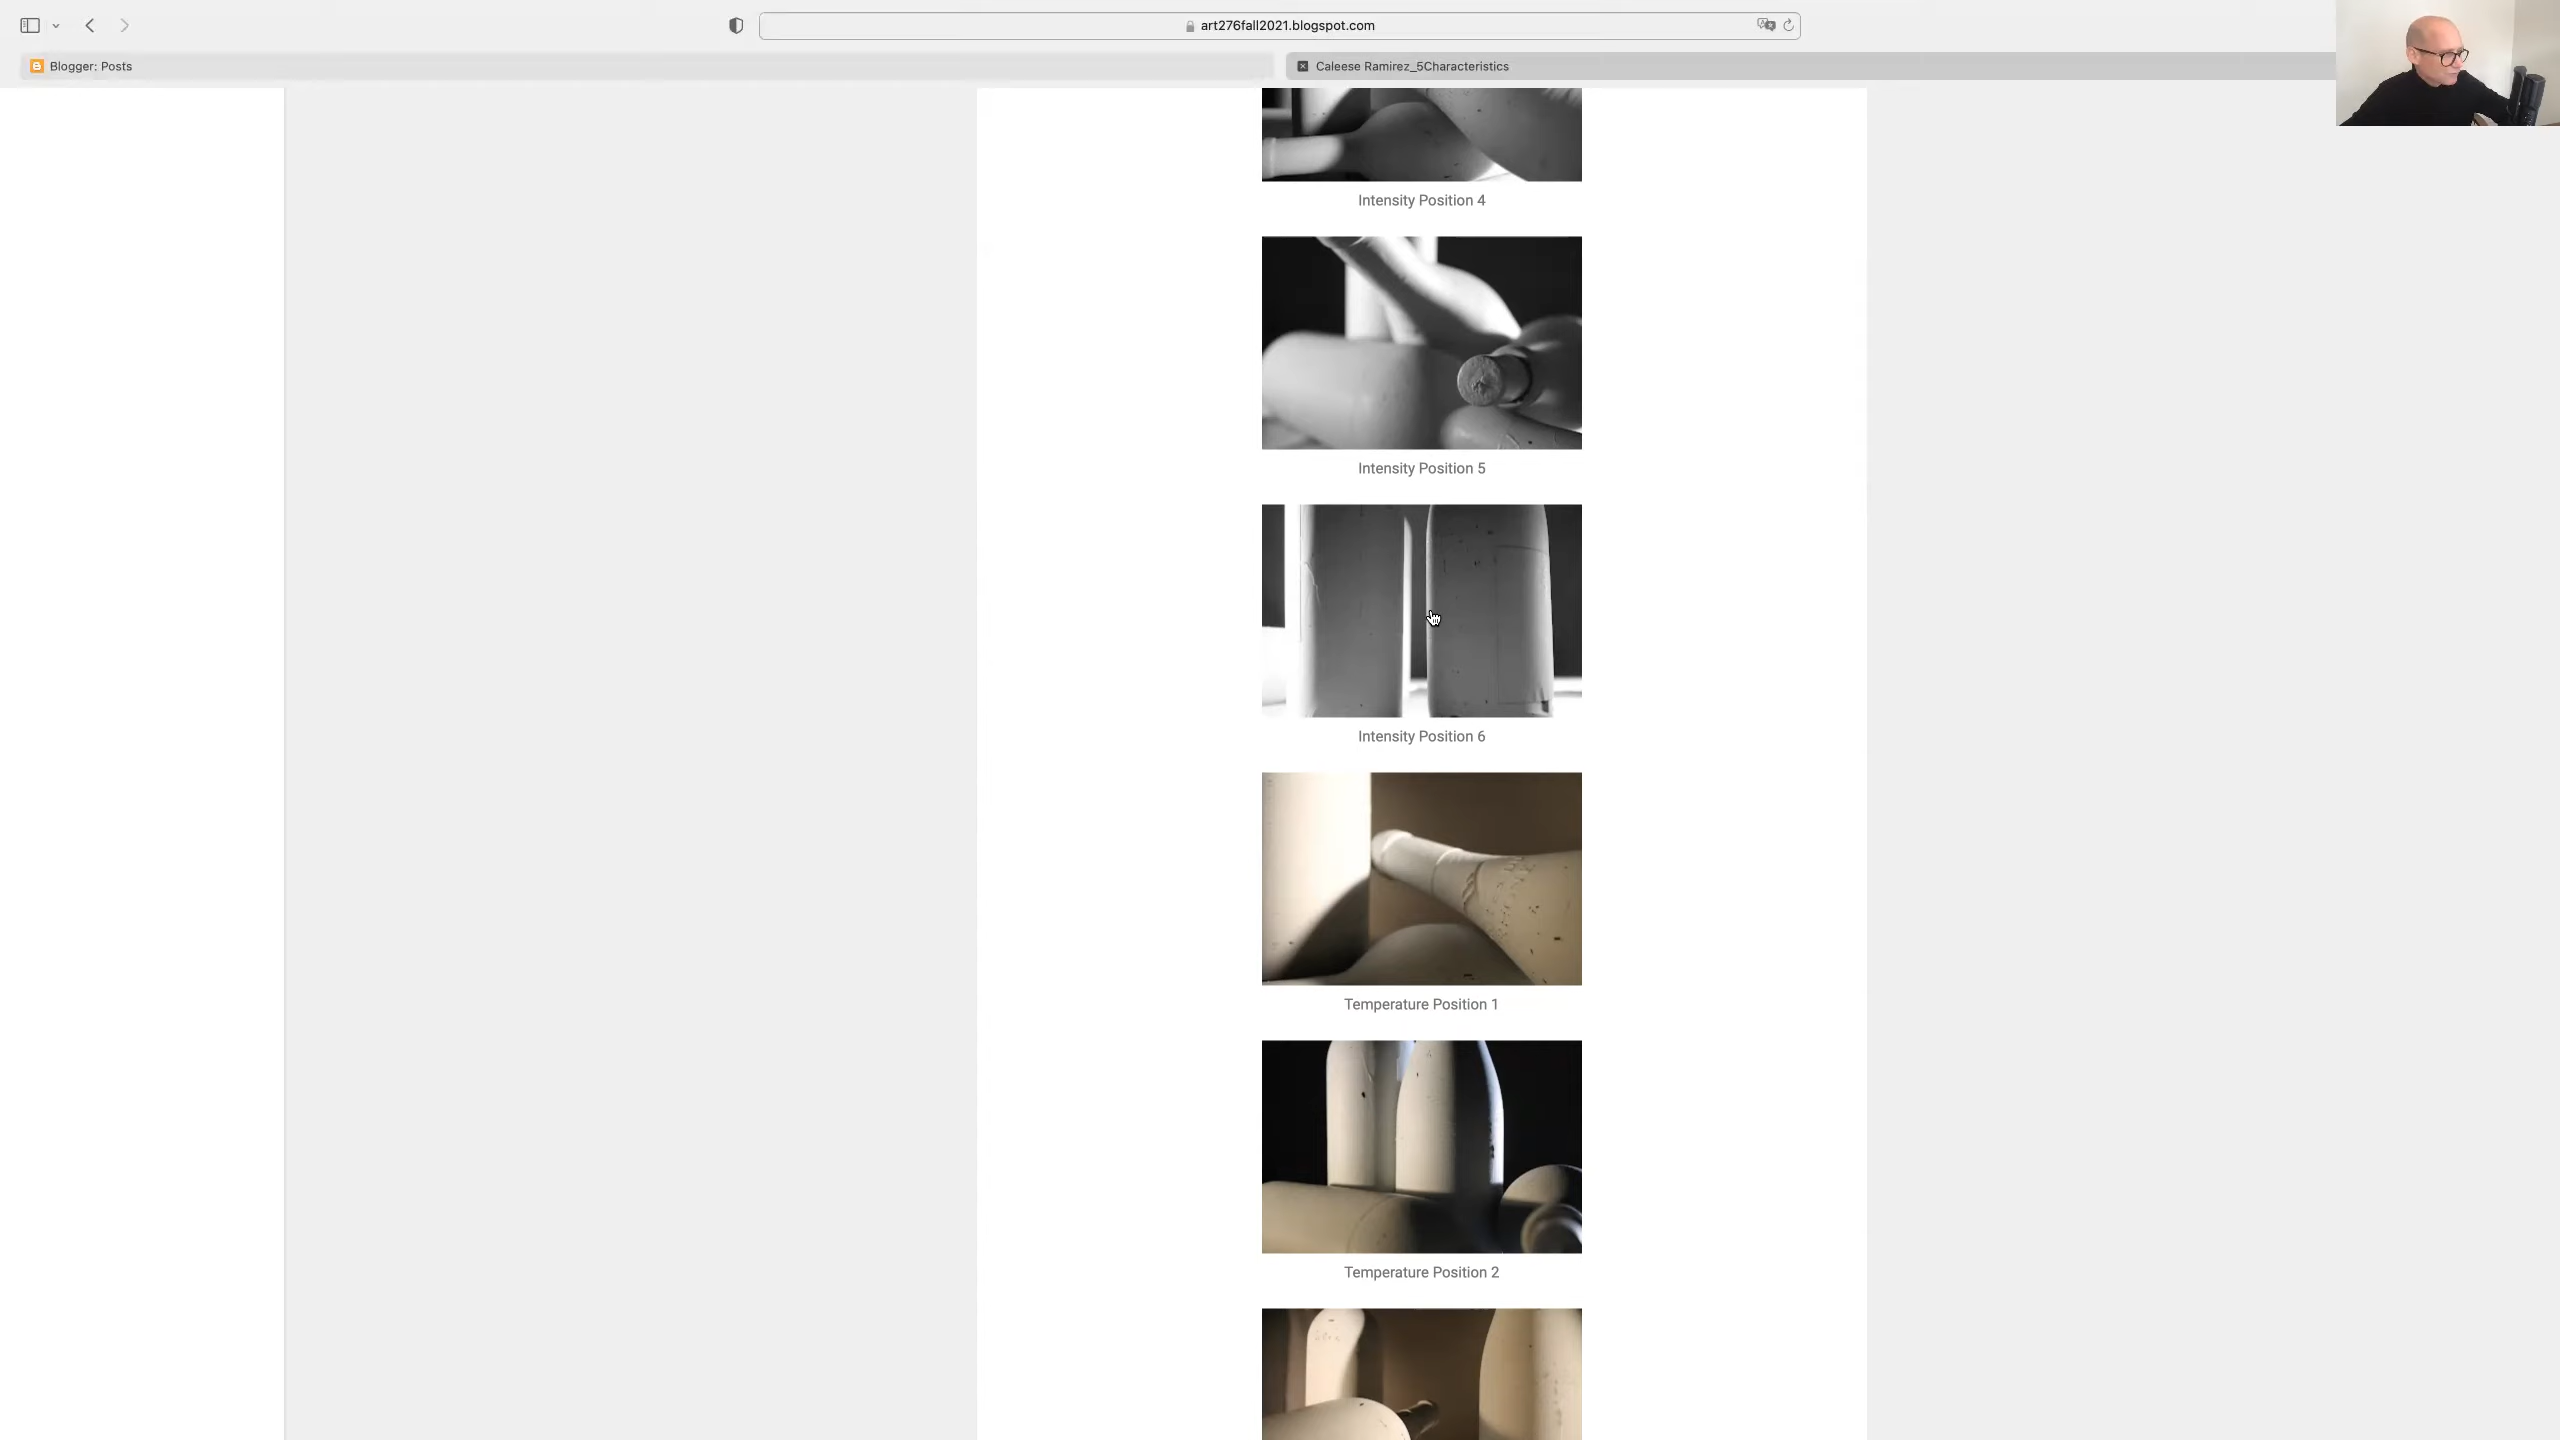 art276fall2021.blogspot.com
Blogger: Posts
Caleese Ramirez_5Characteristics
Intensity Position 4
Intensity Position 5
Intensity Position 6
Temperature Position 1
Temperature Position 2